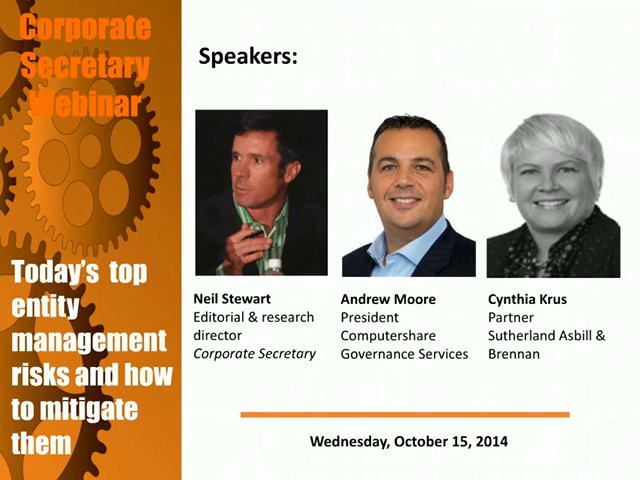 Corporate
Secretary
Webinar
Today's top
entity
management
risks and how
to mitigate
them
Speakers:
Neil Stewart
Editorial & research
director
Corporate Secretary
Andrew Moore
President
Computershare
Governance Services
Cynthia Krus
Partner
Sutherland Asbill &
Brennan
Wednesday, October 15, 2014